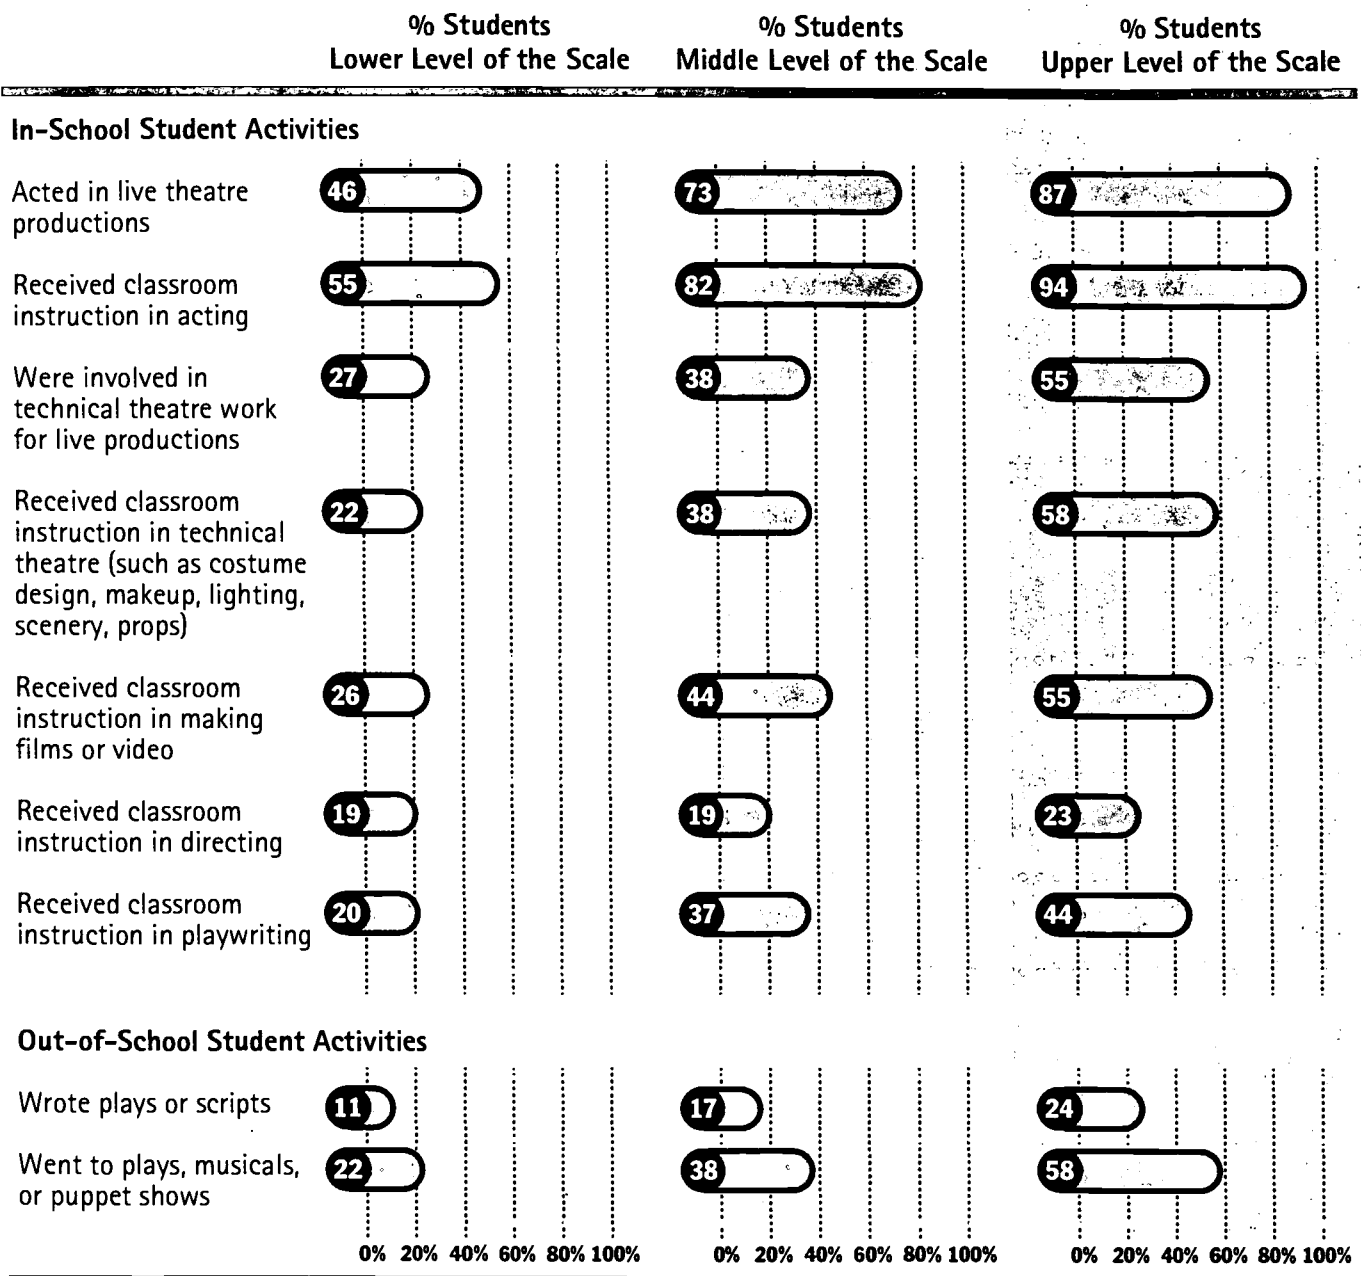 % Students % Students % Students
Lower Level of the Scale Middle Level of the Scale Upper Level of the Scale
In-School Student Activities
Acted in live theatre
productions
46 73 87
Received classroom
instruction in acting
55 82 94
Were involved in
technical theatre work
for live productions
27 38 55
Received classroom
instruction in technical
theatre (such as costume
design, makeup, lighting,
scenery, props)
22 38 58
Received classroom
instruction in making
films or video
26 44 55
Received classroom
instruction in directing
19 19 23
Received classroom
instruction in playwriting
20 37 44
Out-of-School Student Activities
Wrote plays or scripts
11 17 24
Went to plays, musicals,
or puppet shows
22 38 58
0% 20% 40% 60% 80% 100% 0% 20% 40% 60% 80% 100% 0% 20% 40% 60% 80% 100%